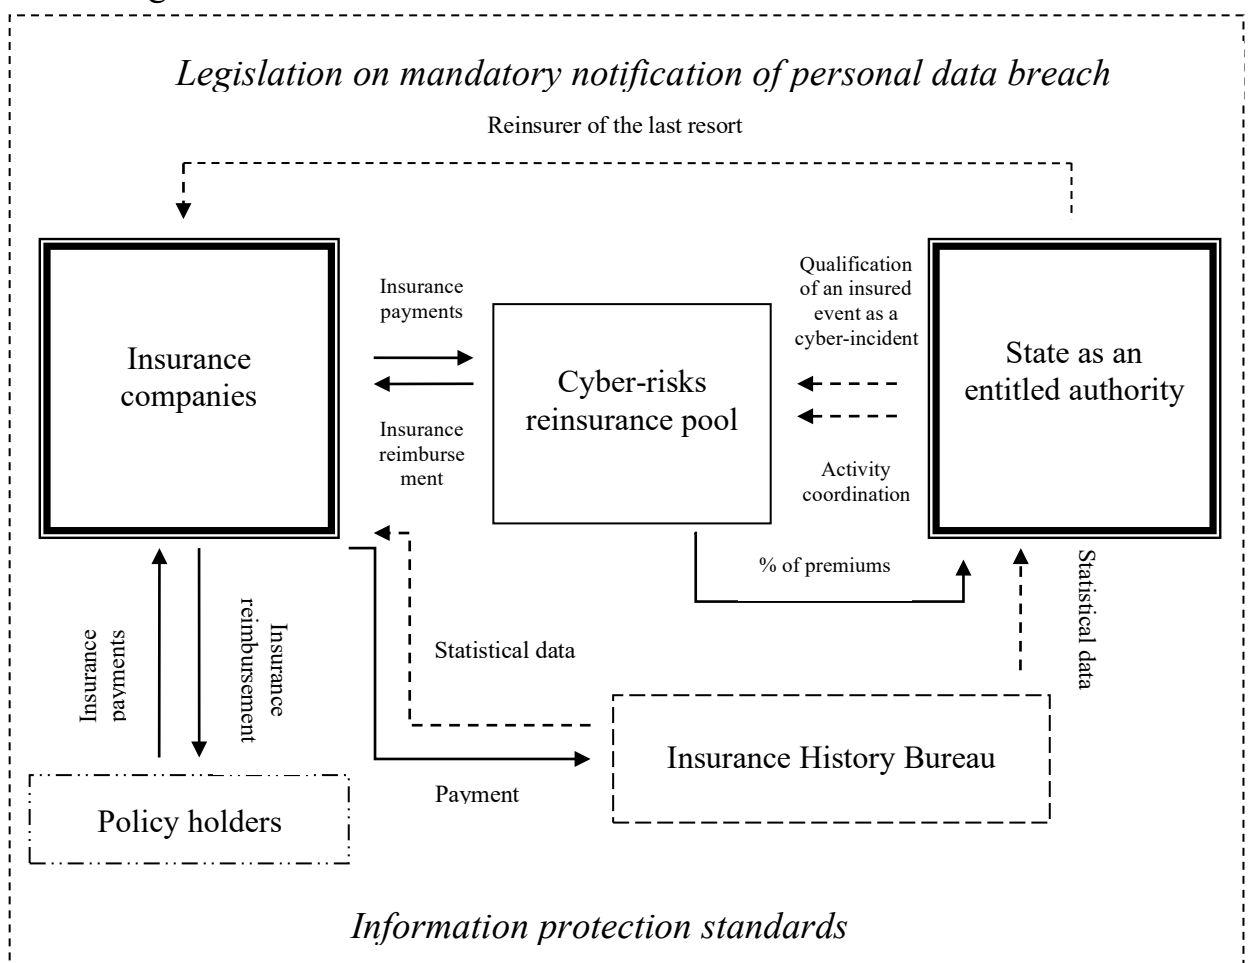 Legislation on mandatory notification of personal data breach
Reinsurer of the last resort
Insurance
payments
Qualification
of an insured
event as a
cyber-incident
Insurance
companies
Cyber-risks
reinsurance pool
State as an
entitled authority
Insurance
reimburse
ment
Activity
coordination
% of premiums
Insurance
payments
Insurance
reimbursement
Statistical data
Statistical data
Insurance History Bureau
Payment
Policy holders
Information protection standards